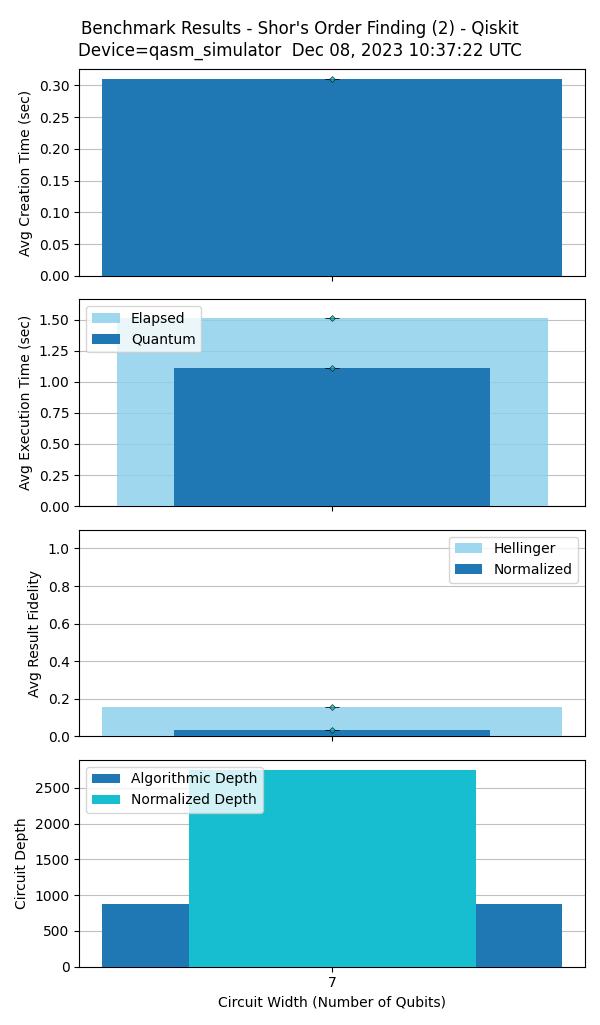 Benchmark Results - Shor's Order Finding (2) - Qiskit
Device=qasm_simulator  Dec 08, 2023 10:37:22 UTC
Avg Creation Time (sec)
0.30
0.25
0.20
0.15
0.10
0.05
0.00
Avg Execution Time (sec)
1.50
1.25
1.00
0.75
0.50
0.25
0.00
Elapsed
Quantum
Avg Result Fidelity
1.0
0.8
0.6
0.4
0.2
0.0
Hellinger
Normalized
Circuit Depth
2500
2000
1500
1000
500
0
Algorithmic Depth
Normalized Depth
7
Circuit Width (Number of Qubits)